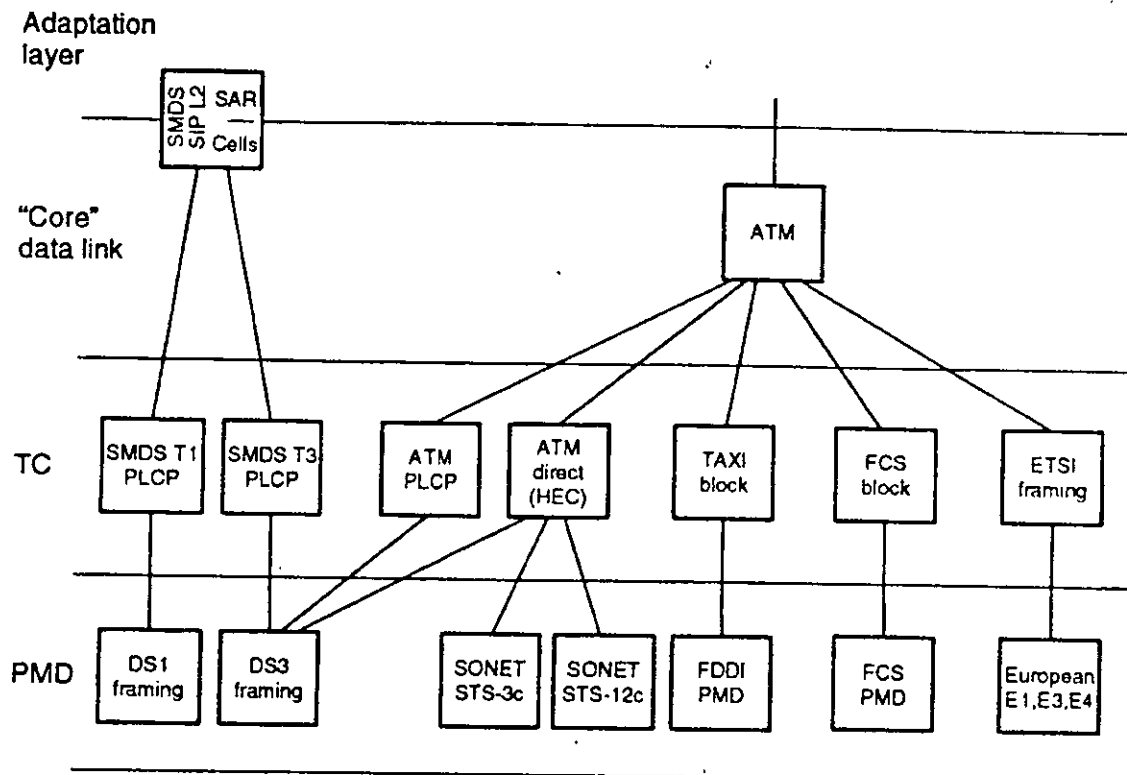 Adaptation
layer
SMDS
SIP L2
SAR
Cells
"Core"
data link
ATM
TC
SMDS T1
PLCP
SMDS T3
PLCP
ATM
PLCP
ATM
direct
(HEC)
TAXI
block
FCS
block
ETSI
framing
PMD
DS1
framing
DS3
framing
SONET
STS-3c
SONET
STS-12c
FDDI
PMD
FCS
PMD
European
E1,E3,E4